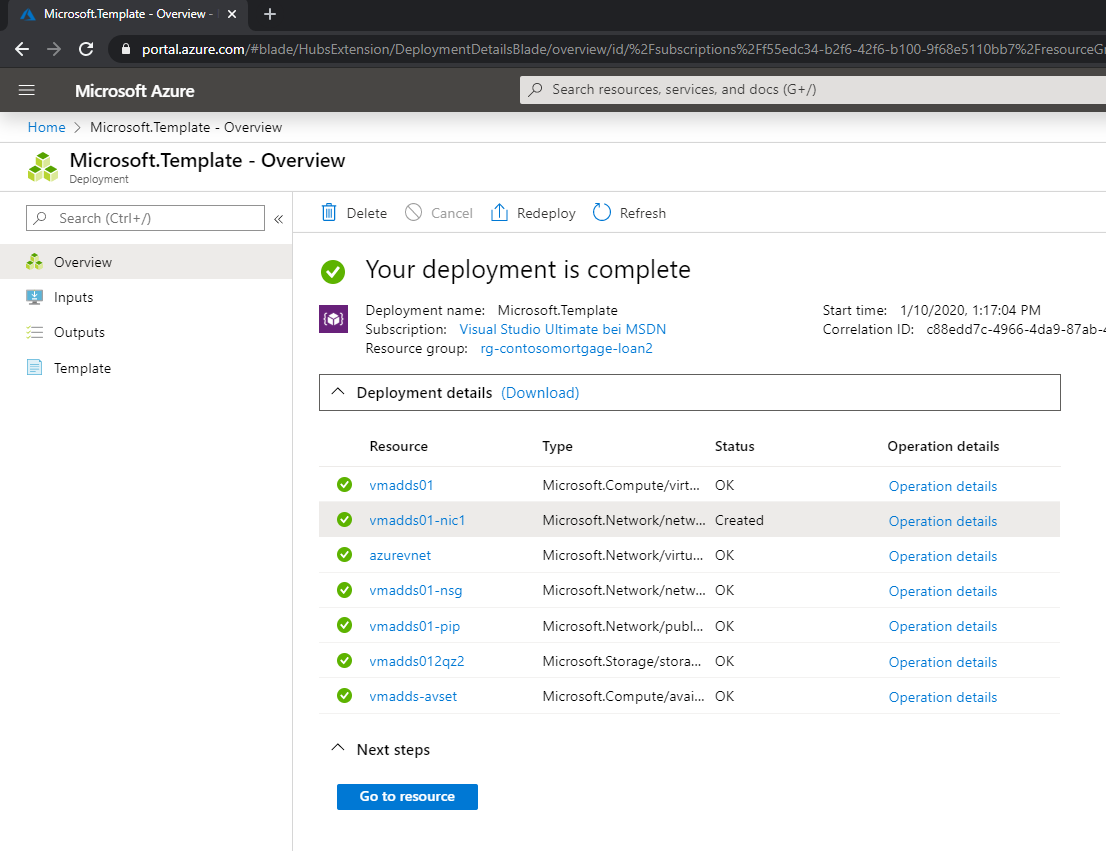 Microsoft.Template - Overview -
portal.azure.com/#blade/HubsExtension/DeploymentDetailsBlade/overview/id/%2Fsubscriptions%2Ff55edc34-b2f6-42f6-b100-9f68e5110bb7%2FresourceG
Microsoft Azure
Search resources, services, and docs (G+/)
Home > Microsoft.Template - Overview
Microsoft.Template - Overview
Deployment
Search (Ctrl+/)
«
Delete Cancel Redeploy Refresh
Overview
Inputs
Outputs
Template
Your deployment is complete
Deployment name: Microsoft.Template Start time: 1/10/2020, 1:17:04 PM
Subscription: Visual Studio Ultimate bei MSDN Correlation ID: c88edd7c-4966-4da9-87ab-4
Resource group: rg-contosomortgage-loan2
Deployment details (Download)
Resource Type Status Operation details
vmadds01 Microsoft.Compute/virt... OK Operation details
vmadds01-nic1 Microsoft.Network/netw... Created Operation details
azurevnet Microsoft.Network/virtu... OK Operation details
vmadds01-nsg Microsoft.Network/netw... OK Operation details
vmadds01-pip Microsoft.Network/publ... OK Operation details
vmadds012qz2 Microsoft.Storage/stora... OK Operation details
vmadds-avset Microsoft.Compute/avai... OK Operation details
Next steps
Go to resource